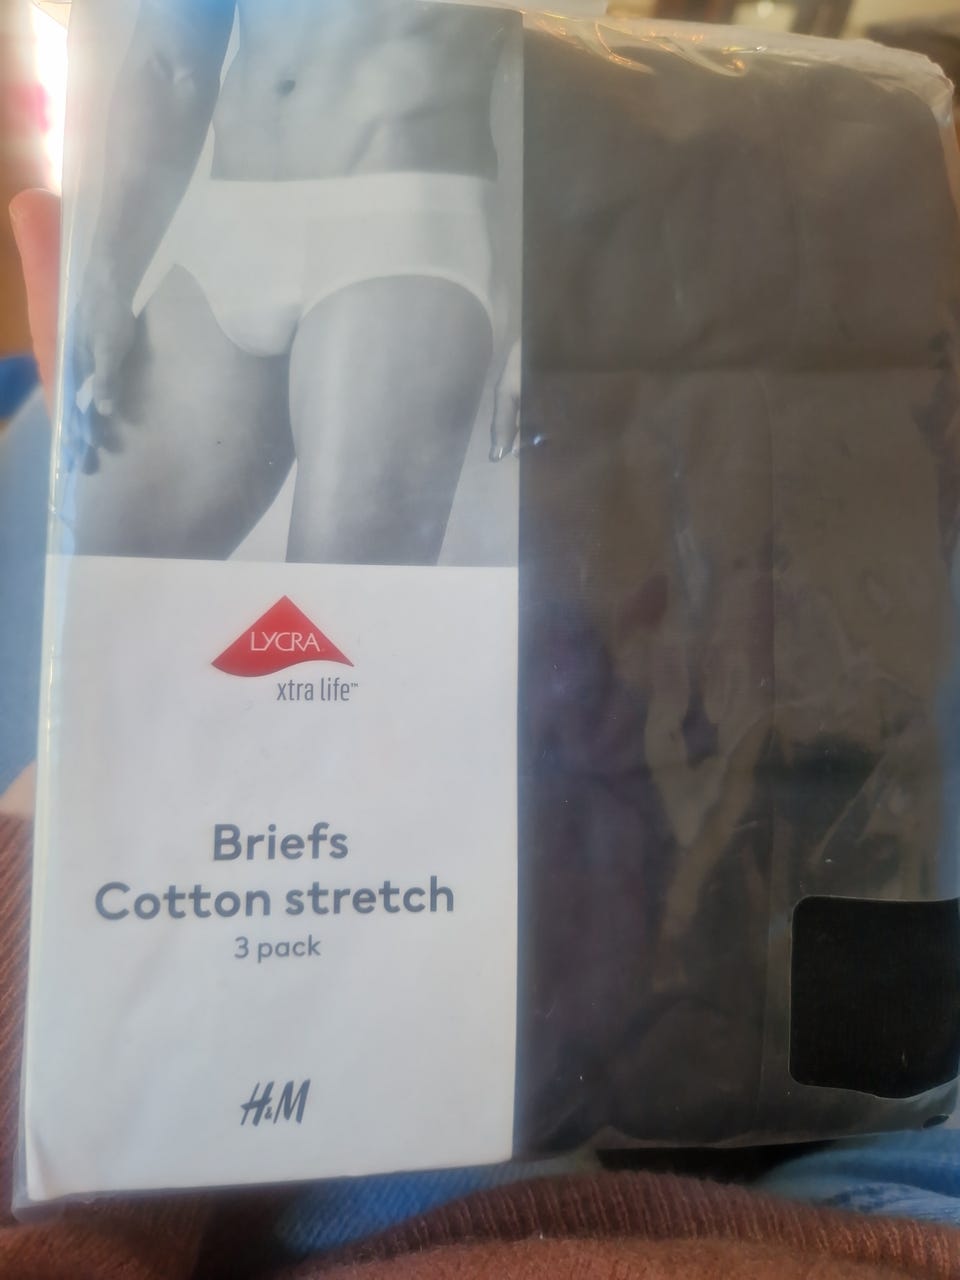 LYCRA
xtra life™
Briefs
Cotton stretch
3 pack
H&M